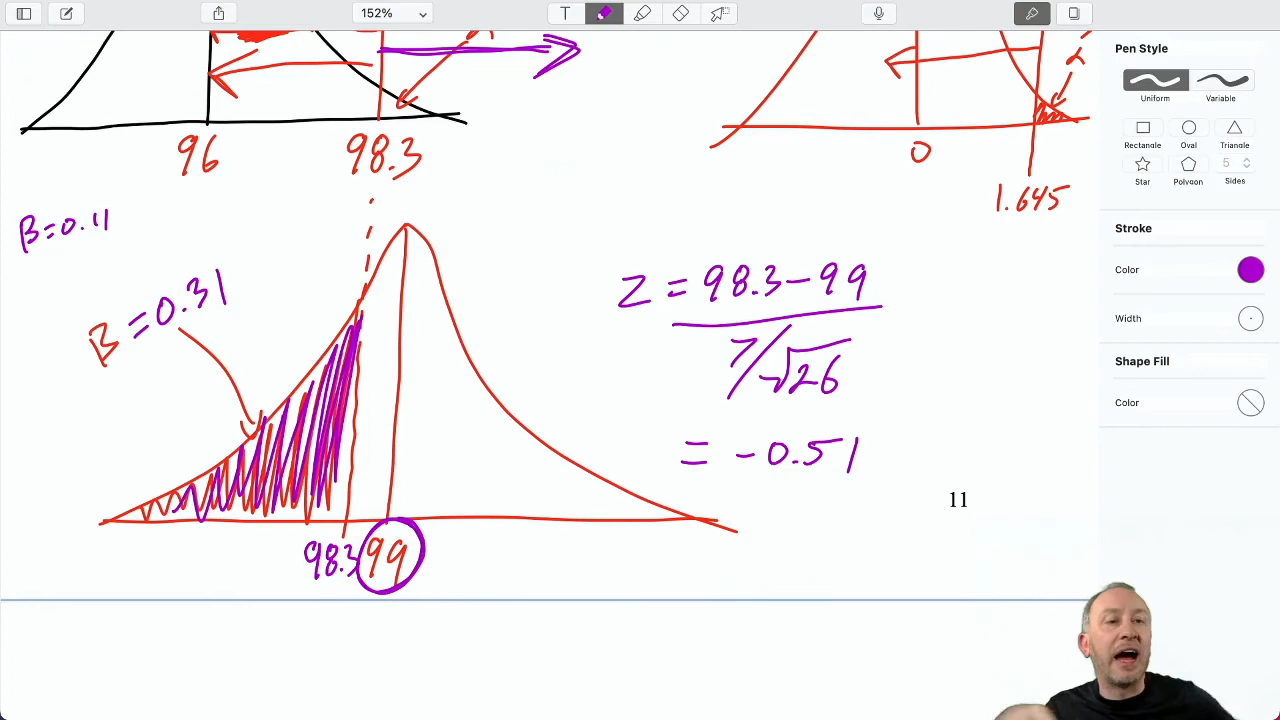 152%
T
96
98.3
0
1.645
α
β=0.11
β=0.31
z = 98.3-99
7/√26
= -0.51
98.3
99
11
Pen Style
Uniform
Variable
Rectangle
Oval
Triangle
Star
Polygon
5
Sides
Stroke
Color
Width
Shape Fill
Color